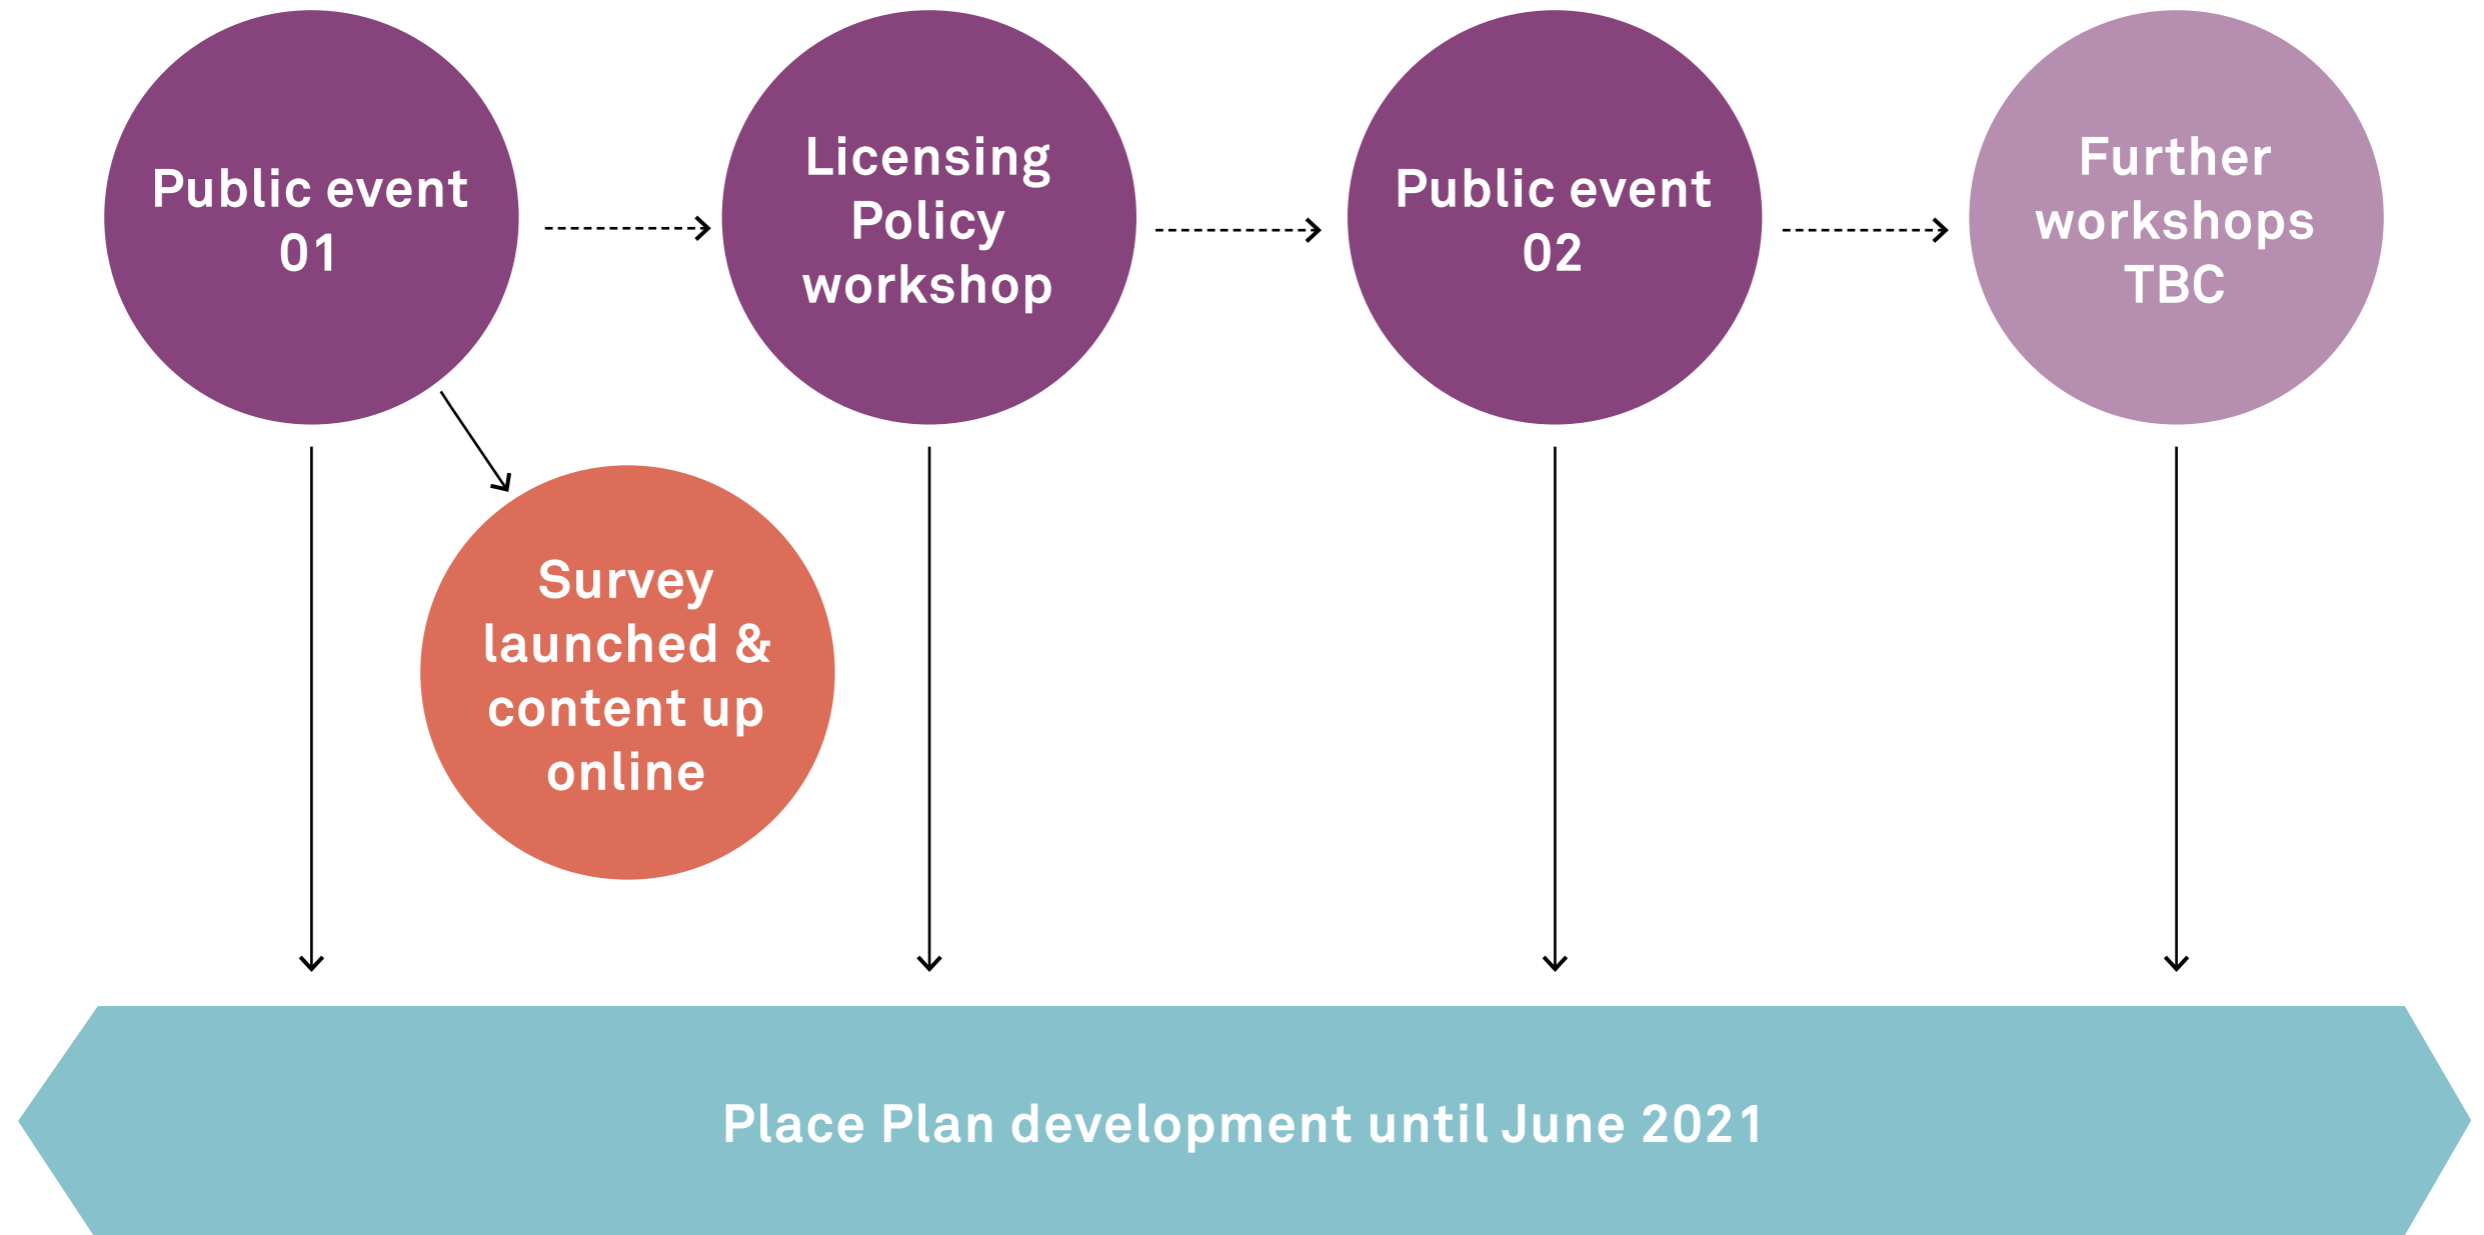 Public event
01
Licensing
Policy
workshop
Public event
02
Further
workshops
TBC
Survey
launched &
content up
online
Place Plan development until June 2021